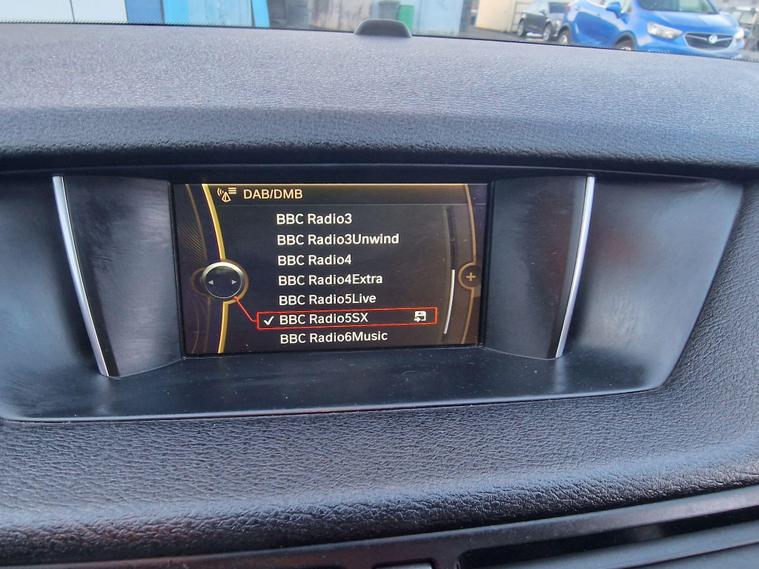 DAB/DMB
BBC Radio3
BBC Radio3Unwind
BBC Radio4
BBC Radio4Extra
BBC Radio5Live
BBC Radio5SX
BBC Radio6Music